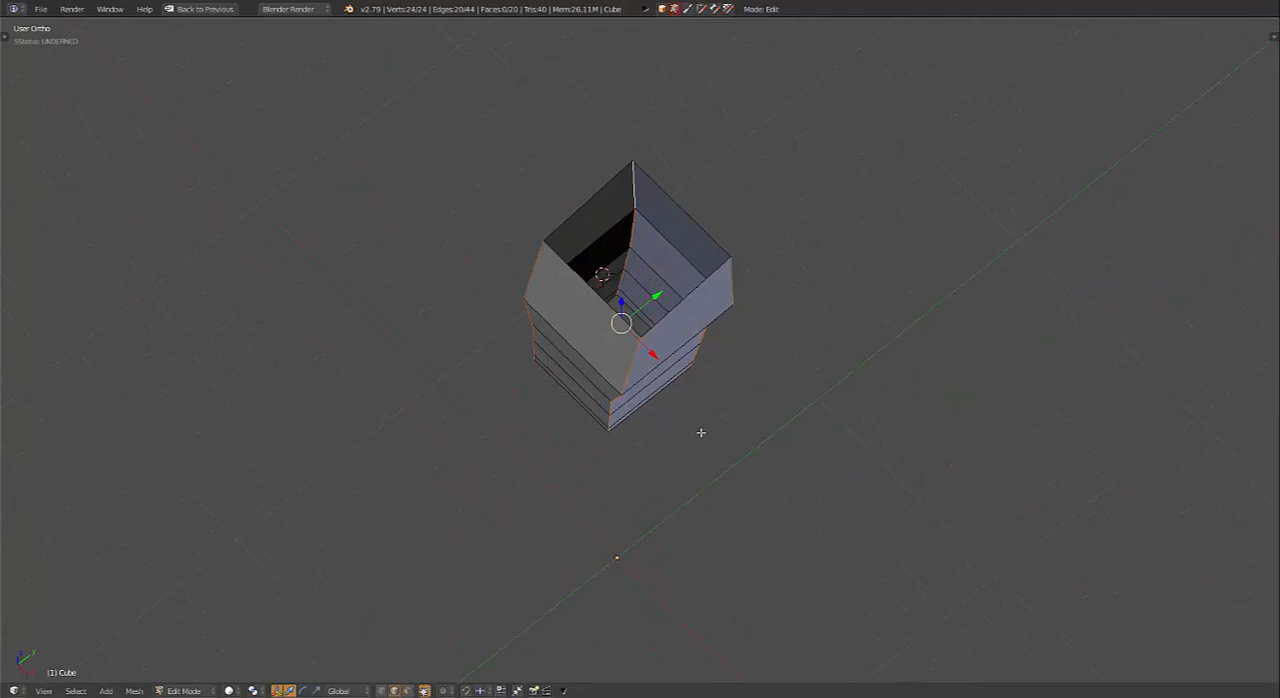 File Render Window Help Back to Previous Blender Render v2.79 | Verts:24/24 | Edges:20/44 | Faces:0/20 | Tris:40 | Mem:26.11M | Cube Mode: Edit
User Ortho
SStatus: UNDEFINED
z y
(1) Cube
View Select Add Mesh Edit Mode Global